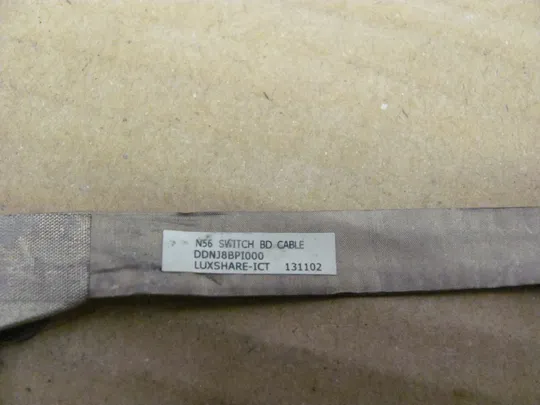 N56 SWITCH BD CABLE
DDNJ8BPI000
LUXSHARE-ICT 131102